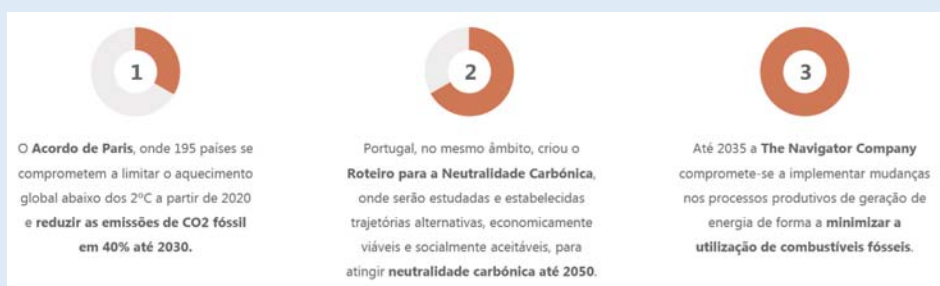 1
O Acordo de Paris, onde 195 países se
comprometem a limitar o aquecimento
global abaixo dos 2ºC a partir de 2020
e reduzir as emissões de CO2 fóssil
em 40% até 2030.
2
Portugal, no mesmo âmbito, criou o
Roteiro para a Neutralidade Carbónica,
onde serão estudadas e estabelecidas
trajetórias alternativas, economicamente
viáveis e socialmente aceitáveis, para
atingir neutralidade carbónica até 2050.
3
Até 2035 a The Navigator Company
compromete-se a implementar mudanças
nos processos produtivos de geração de
energia de forma a minimizar a
utilização de combustíveis fósseis.